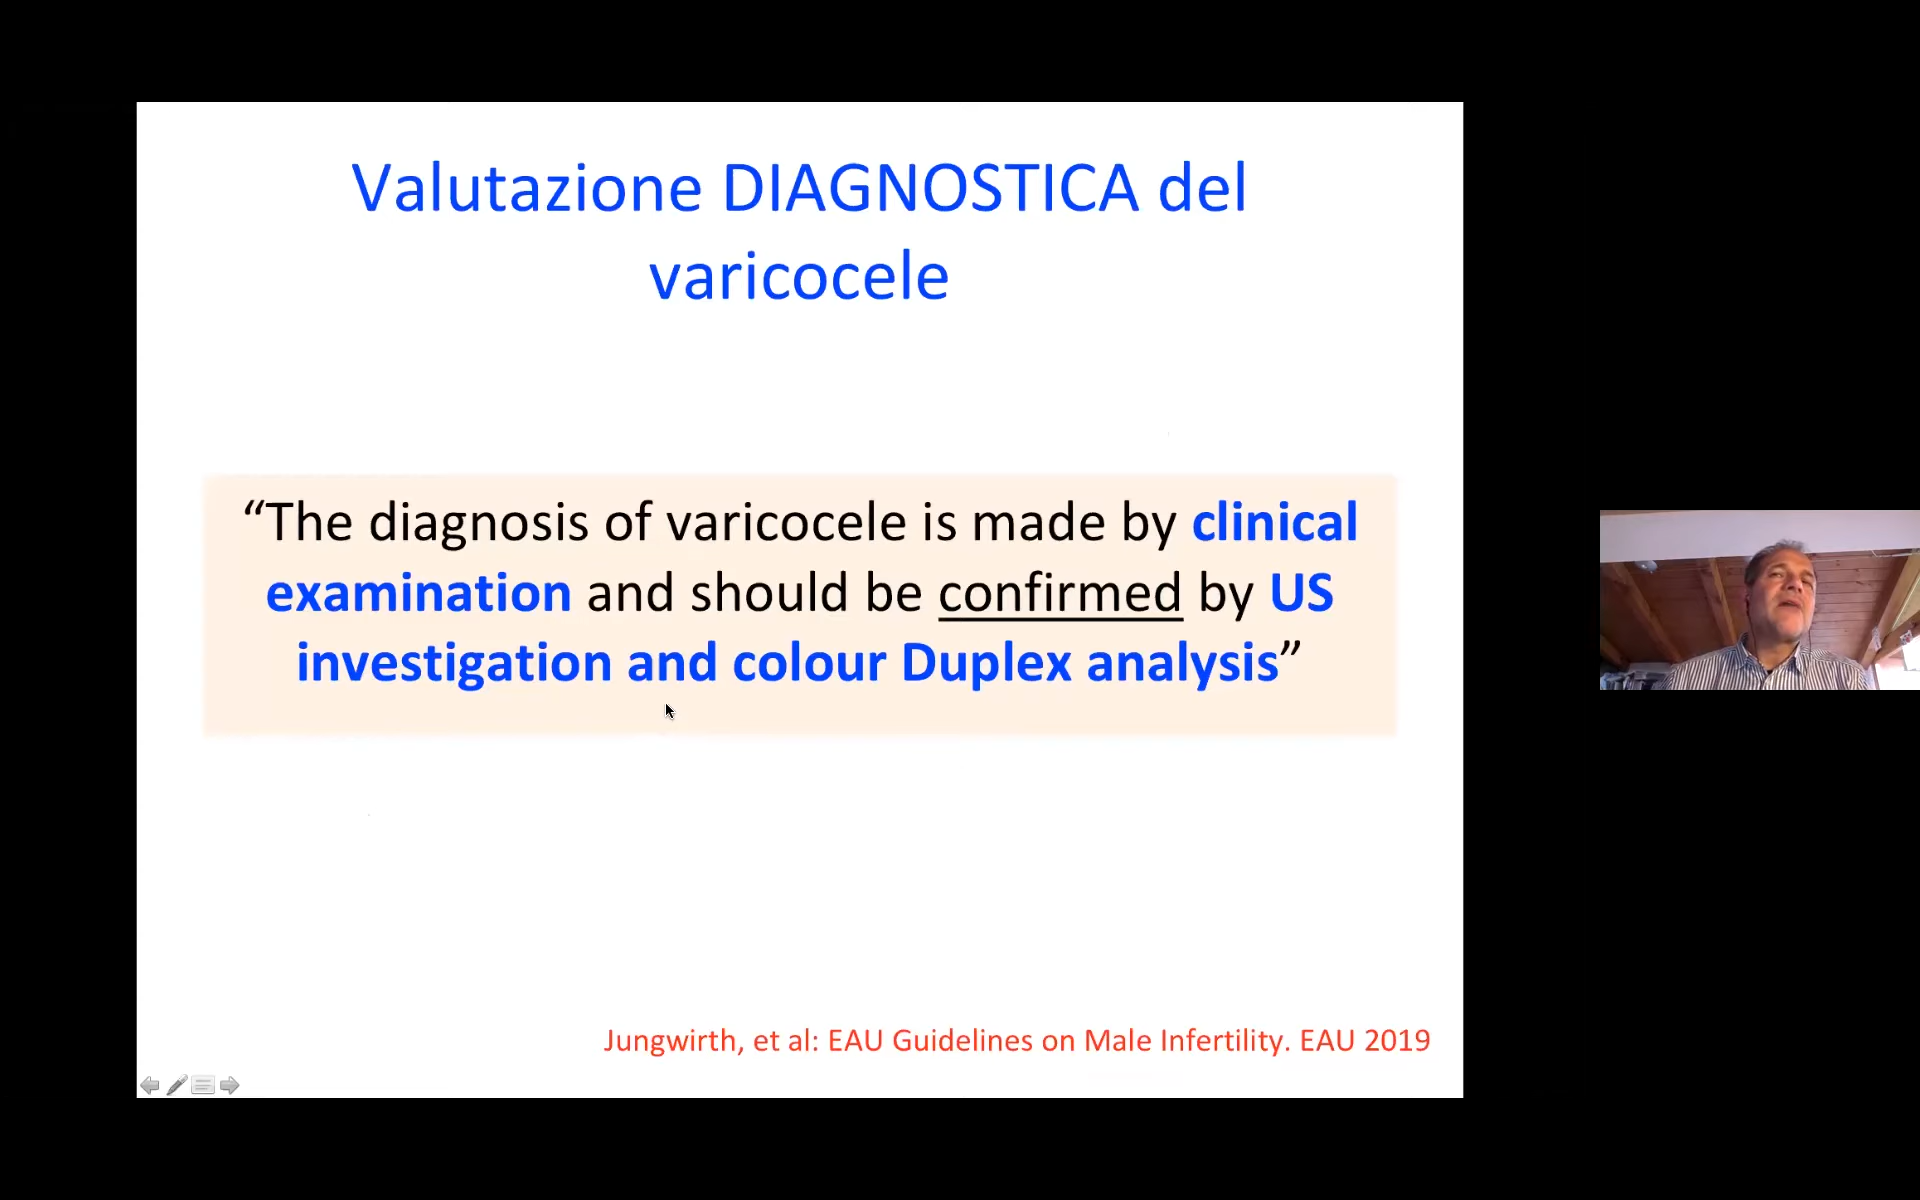 Valutazione DIAGNOSTICA del
varicocele
“The diagnosis of varicocele is made by clinical
examination and should be confirmed by US
investigation and colour Duplex analysis”
Jungwirth, et al: EAU Guidelines on Male Infertility. EAU 2019